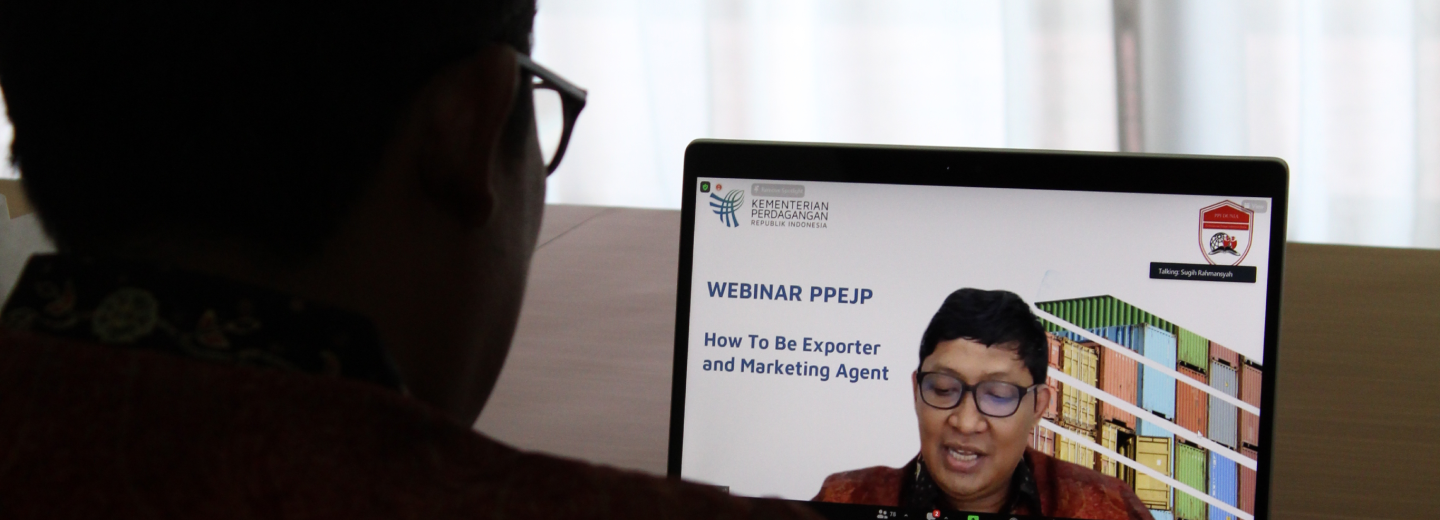 KEMENTERIAN
PERDAGANGAN
REPUBLIK INDONESIA
Talking: Sugih Rahmansyah
WEBINAR PPEJP
How To Be Exporter
and Marketing Agent